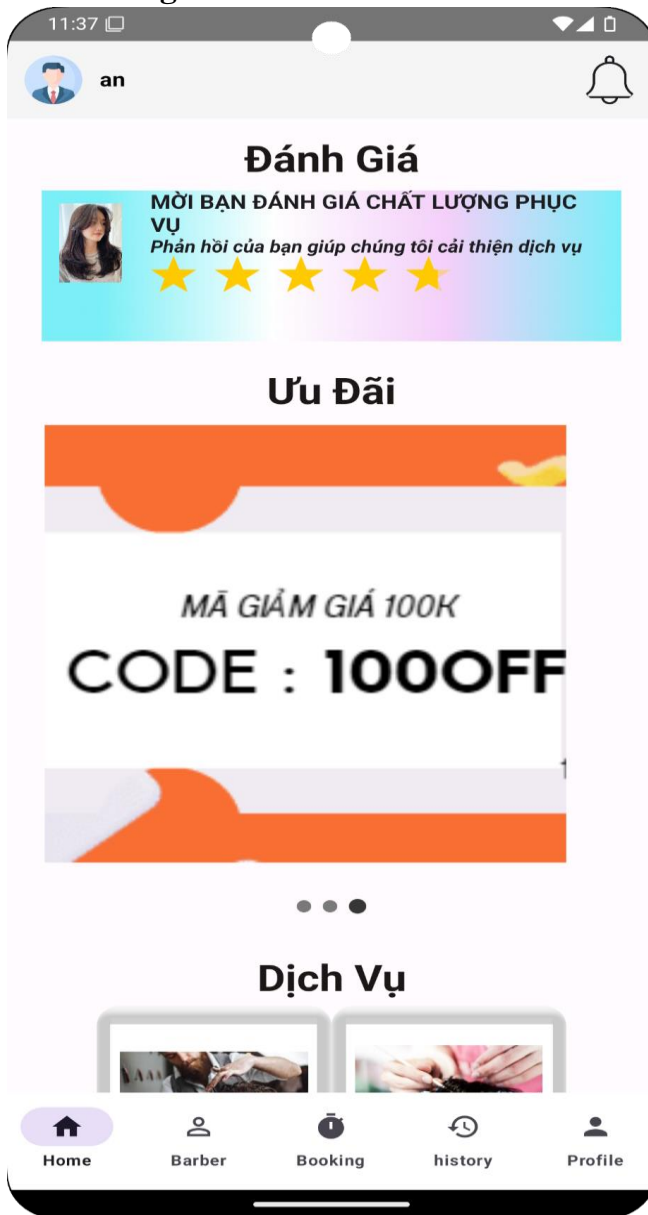 11:37
an
Đánh Giá
MỜI BẠN ĐÁNH GIÁ CHẤT LƯỢNG PHỤC
VỤ
Phản hồi của bạn giúp chúng tôi cải thiện dịch vụ
Ưu Đãi
MÃ GIẢM GIÁ 100K
CODE : 100OFF
Dịch Vụ
Home Barber Booking history Profile